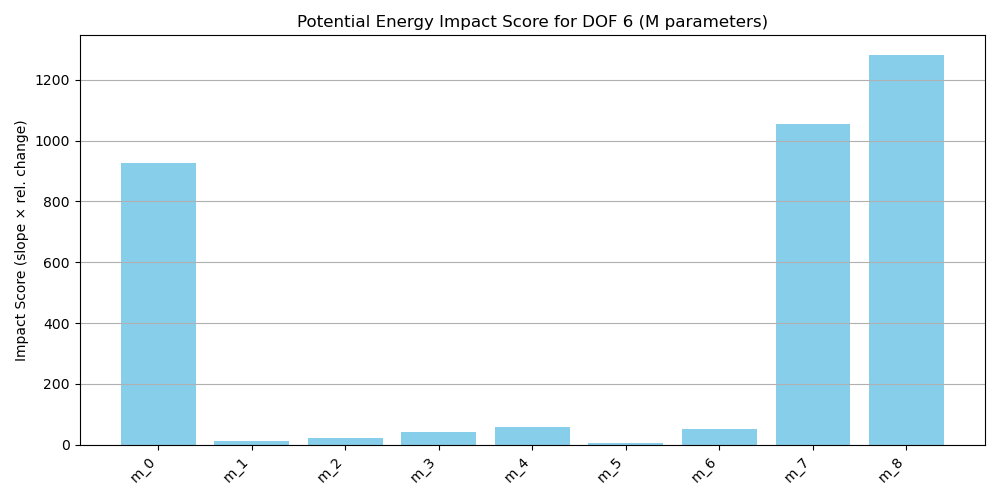 Potential Energy Impact Score for DOF 6 (M parameters)
Impact Score (slope × rel. change)
1200
1000
800
600
400
200
0
m_0
m_1
m_2
m_3
m_4
m_5
m_6
m_7
m_8